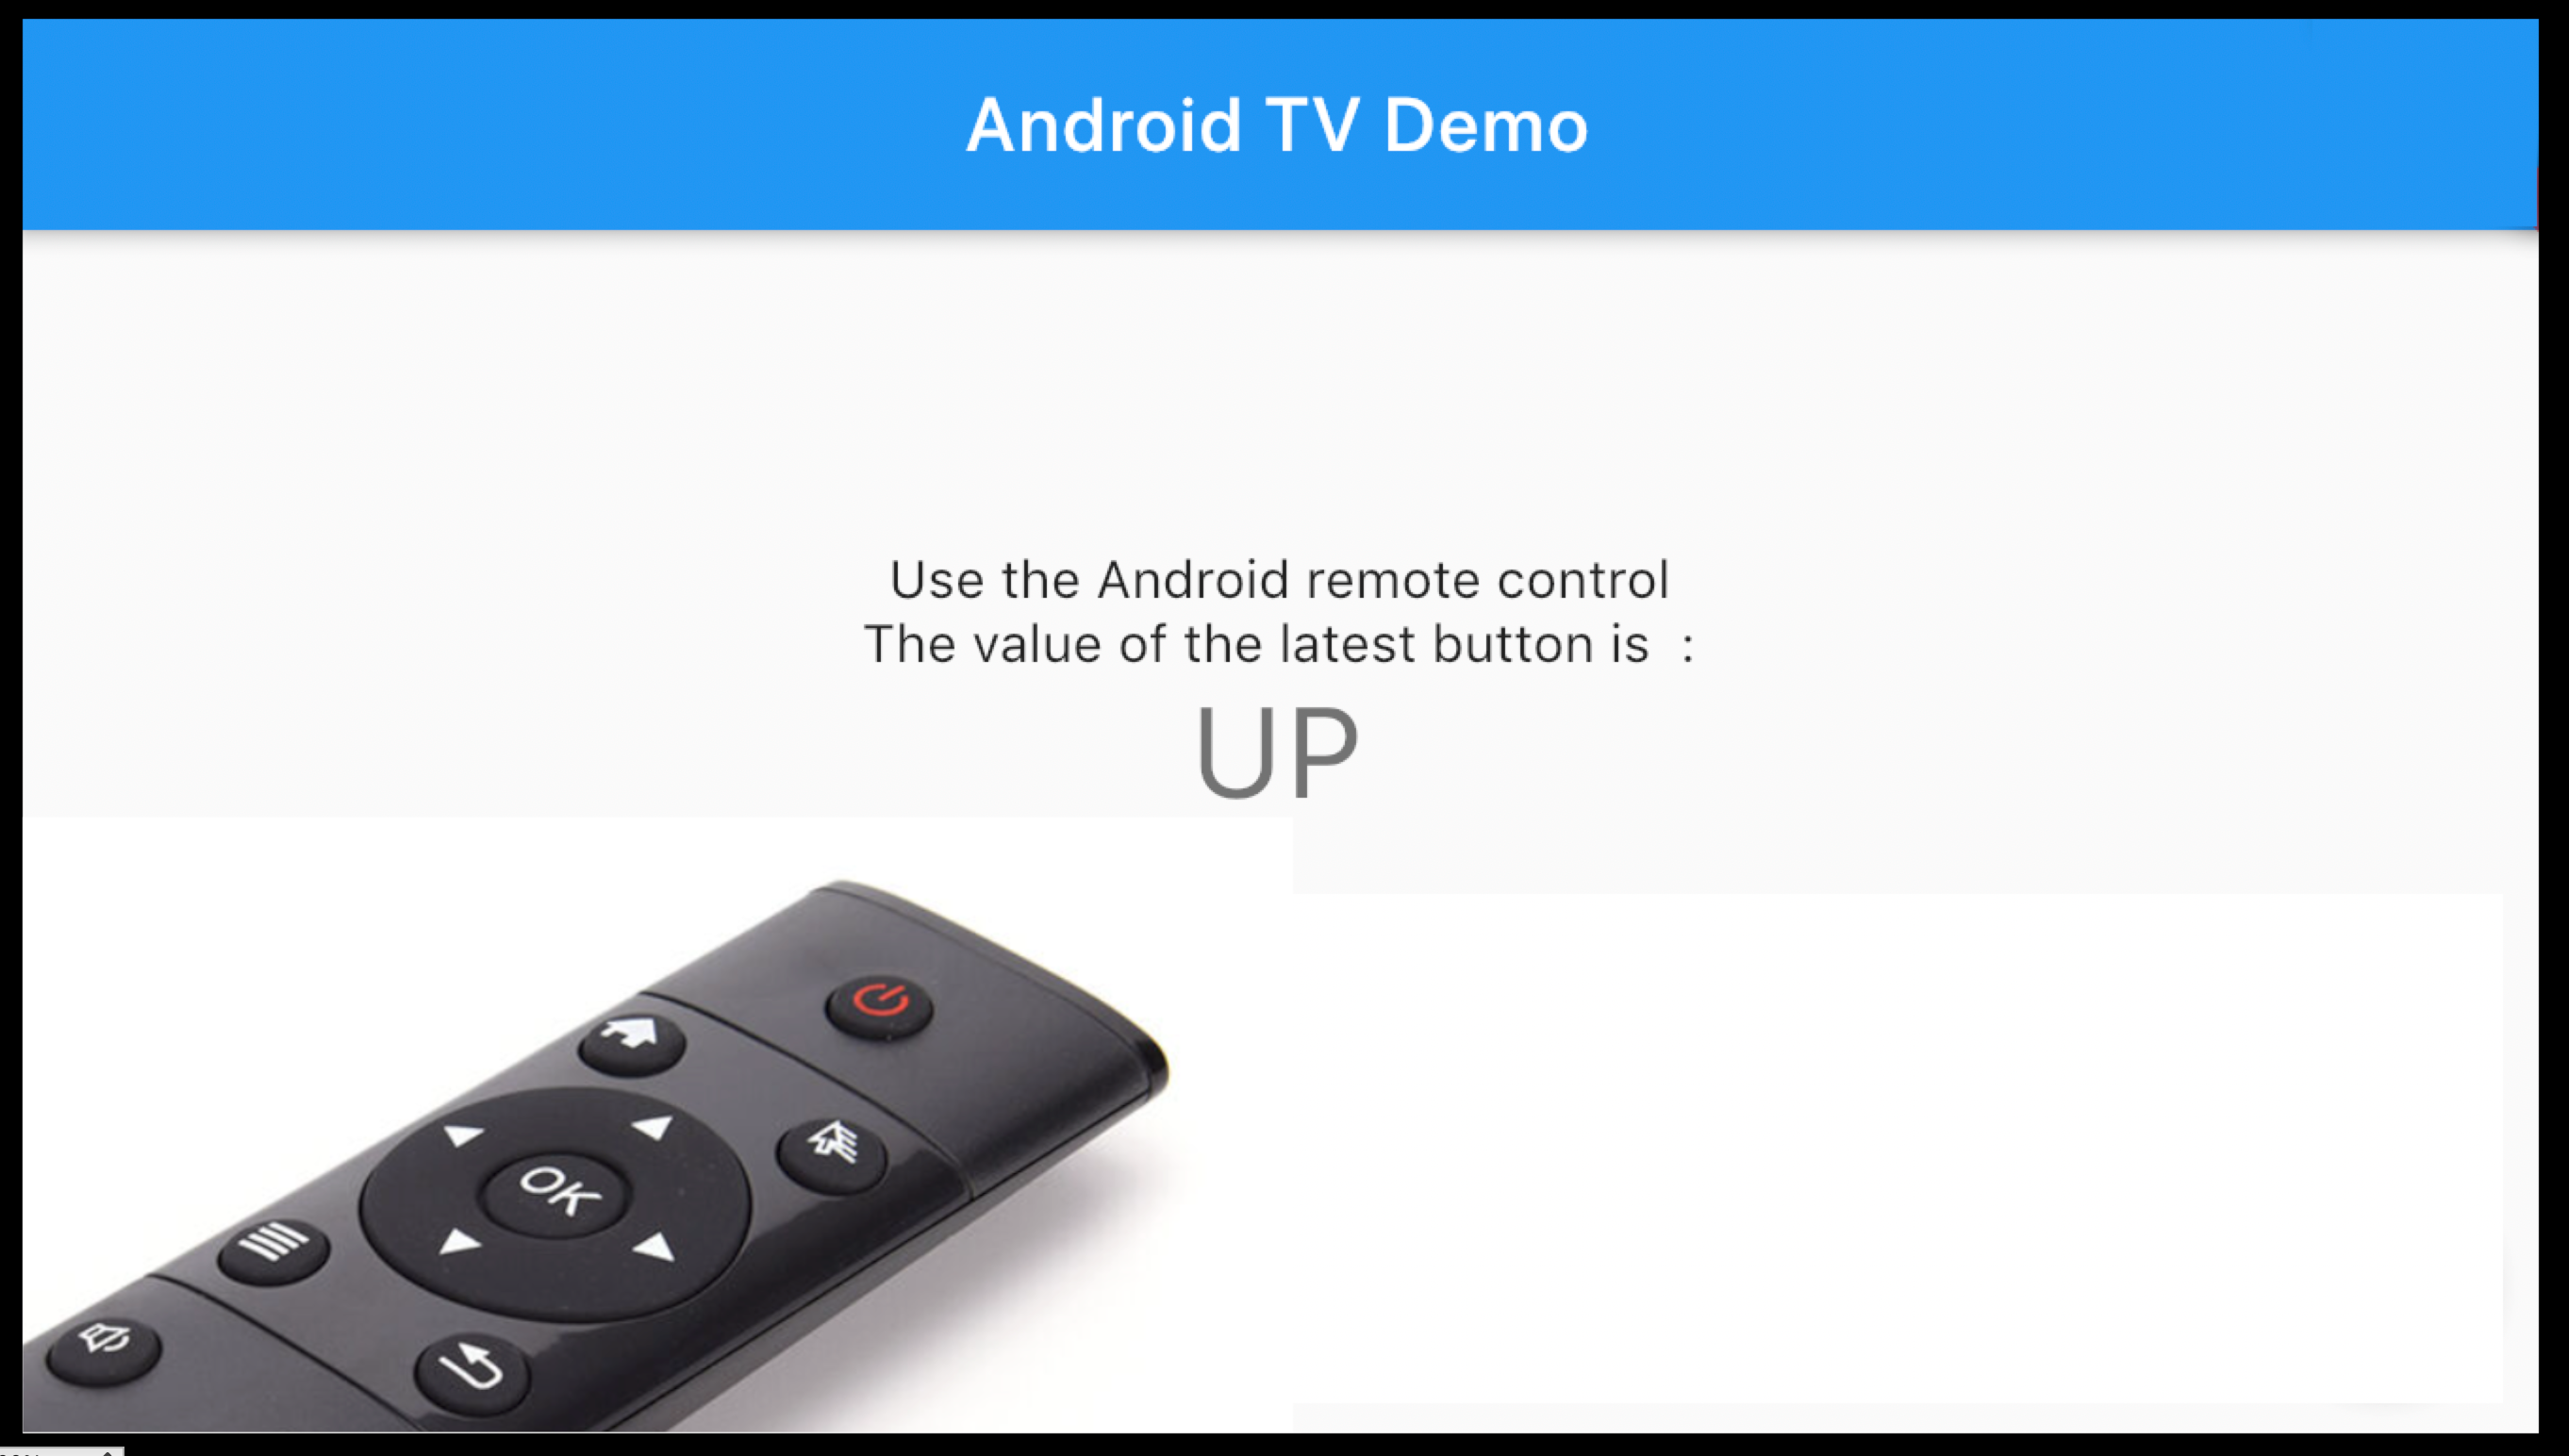 Android TV Demo
Use the Android remote control
The value of the latest button is  :
UP
OK